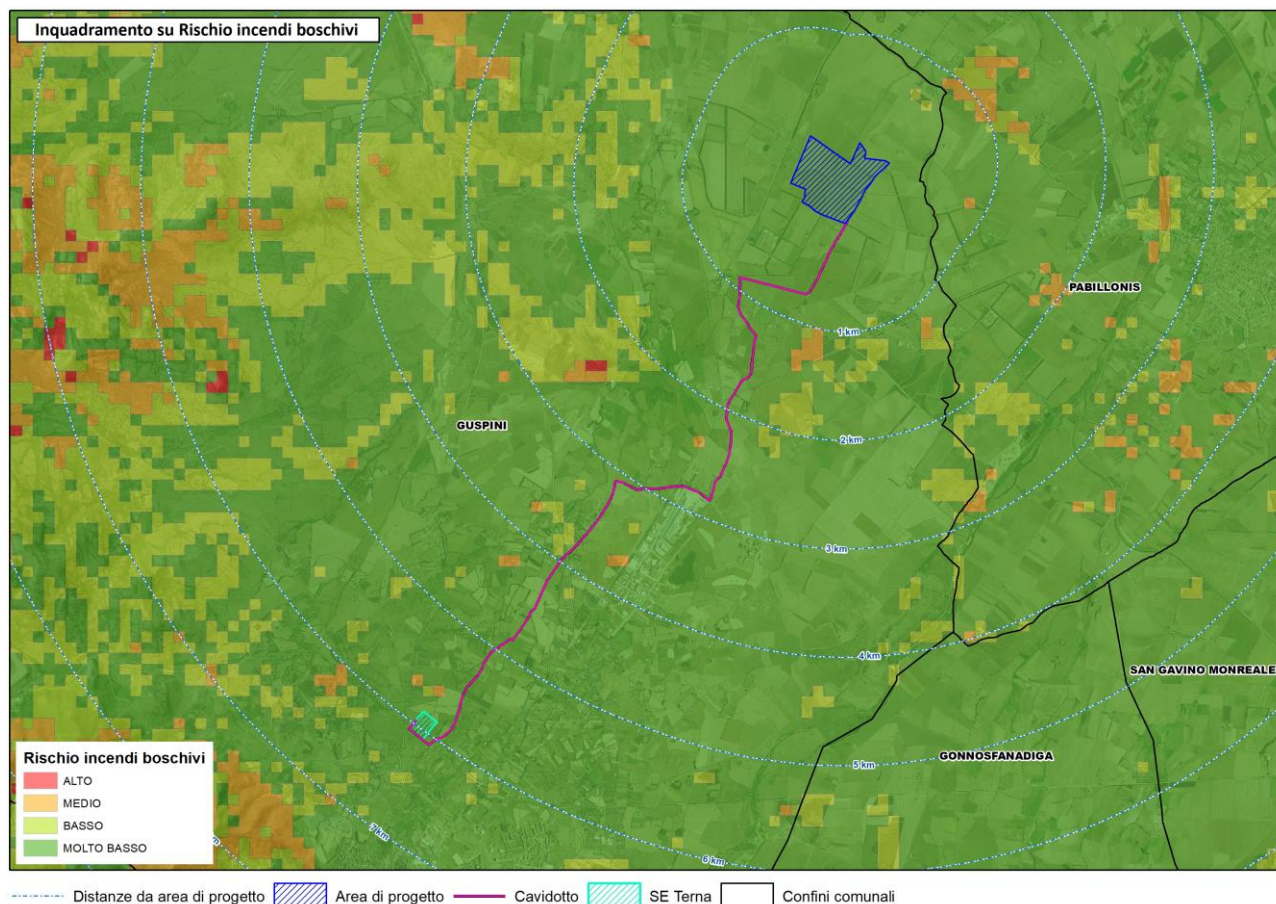 Inquadramento su Rischio incendi boschivi
PABILLONIS
1 km
GUSPINI
2 km
3 km
4 km
SAN GAVINO MONREALE
GONNOSFANADIGA
5 km
7 km
6 km
Rischio incendi boschivi
ALTO
MEDIO
BASSO
MOLTO BASSO
Distanze da area di progetto
Area di progetto
Cavidotto
SE Terna
Confini comunali